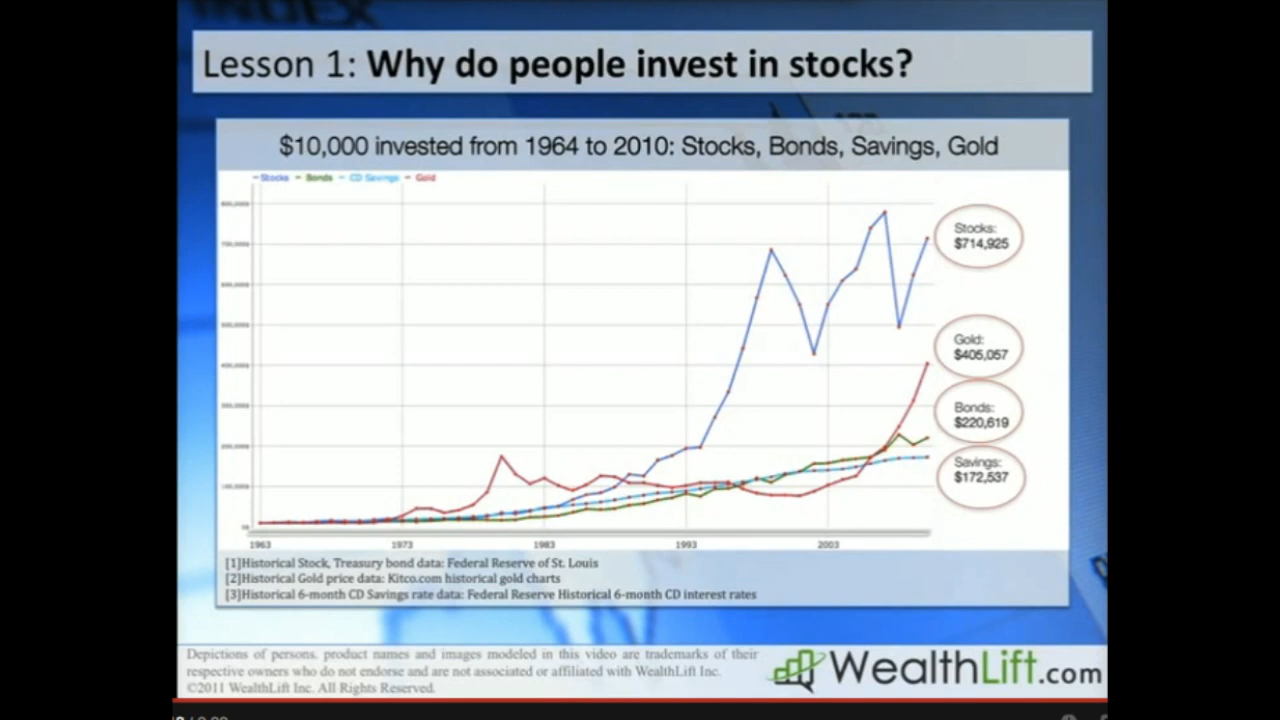 INDEX
Lesson 1: Why do people invest in stocks?
$10,000 invested from 1964 to 2010: Stocks, Bonds, Savings, Gold
Stocks Bonds CD Savings Gold
Stocks:
$714,925
Gold:
$405,057
Bonds:
$220,619
Savings:
$172,537
1963 1973 1983 1993 2003
[1]Historical Stock, Treasury bond data: Federal Reserve of St. Louis
[2]Historical Gold price data: Kitco.com historical gold charts
[3]Historical 6-month CD Savings rate data: Federal Reserve Historical 6-month CD interest rates
Depictions of persons. product names and images modeled in this video are trademarks of their
respective owners who do not endorse and are not associated or affiliated with WealthLift Inc.
©2011 WealthLift Inc. All Rights Reserved.
WealthLift.com